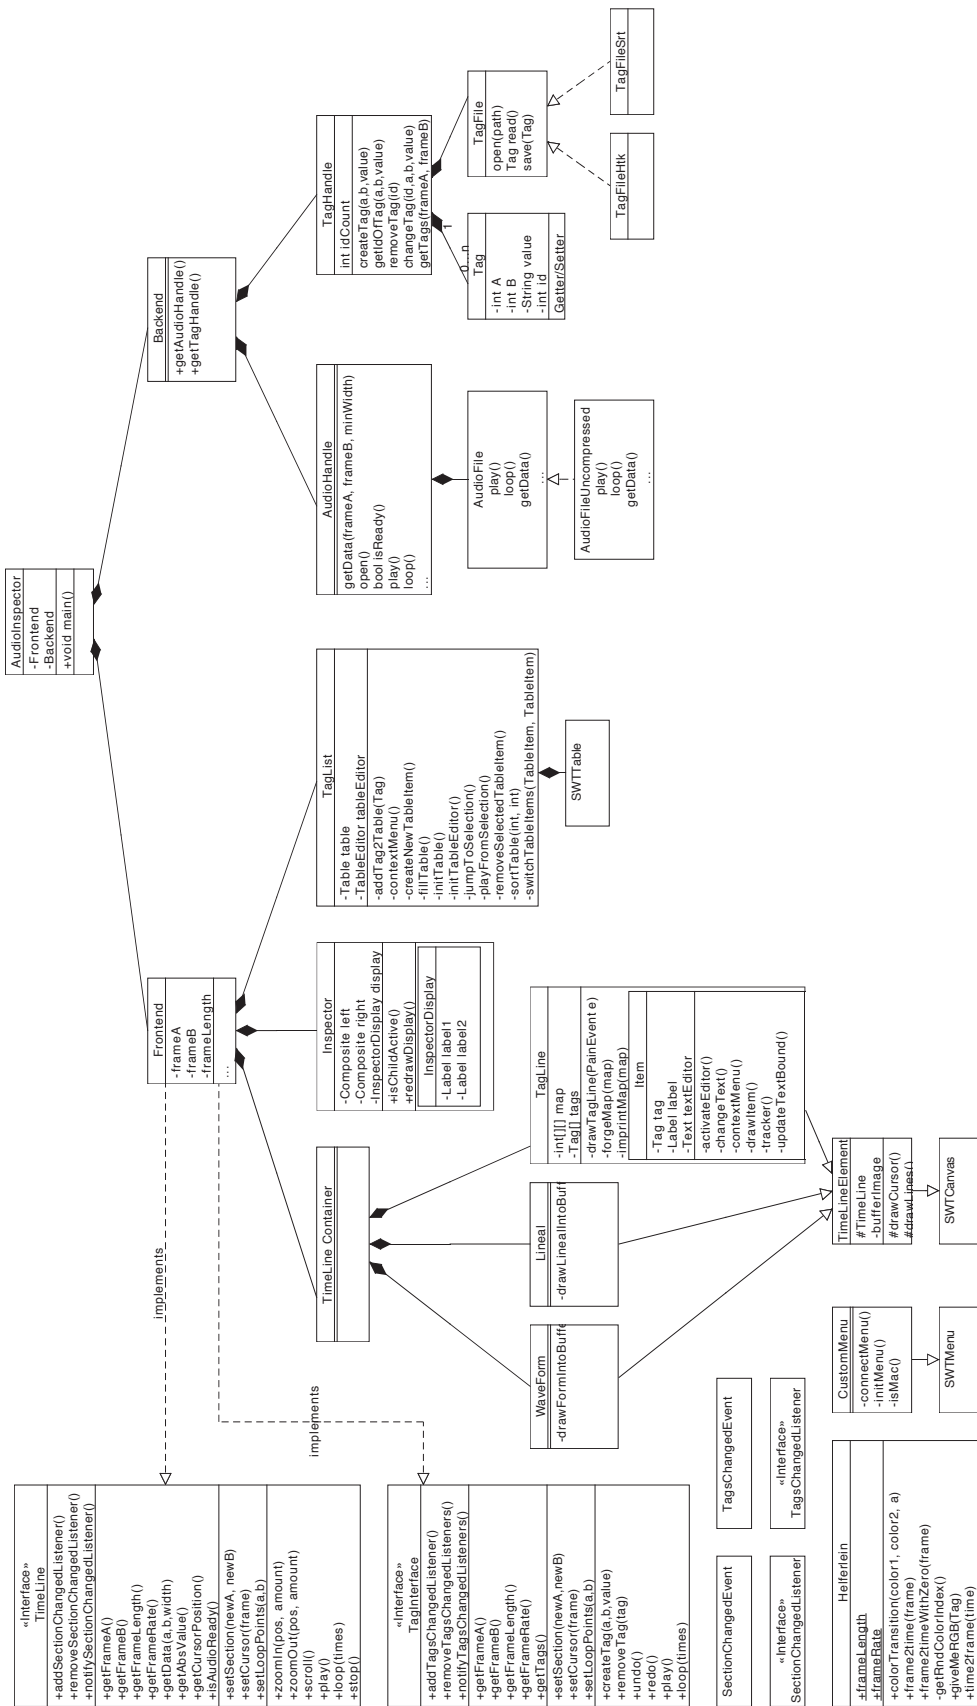 AudioInspector
-Frontend
-Backend
+void main()
Frontend
-frameA
-frameB
-frameLength
...
Backend
+getAudioHandle()
+getTagHandle()
implements
implements
«Interface»
TimeLine
+addSectionChangedListener()
+removeSectionChangedListener()
+notifySectionChangedListener()
+getFrameA()
+getFrameB()
+getFrameLength()
+getFrameRate()
+getData(a,b,width)
+getAbsValue()
+getCursorPosition()
+isAudioReady()
+setSection(newA, newB)
+setCursor(frame)
+setLoopPoints(a,b)
+zoomIn(pos, amount)
+zoomOut(pos, amount)
+scroll()
+play()
+loop(times)
+stop()
TimeLine Container
Inspector
-Composite left
-Composite right
-InspectorDisplay display
+isChildActive()
+redrawDisplay()
InspectorDisplay
-Label label1
-Label label2
TagList
-Table table
-TableEditor tableEditor
-addTag2Table(Tag)
-contextMenu()
-createNewTableItem()
-fillTable()
-initTable()
-initTableEditor()
-jumpToSelection()
-playFromSelection()
-removeSelectedTableItem()
-sortTable(int, int)
-switchTableItems(TableItem, TableItem)
SWTTable
AudioHandle
getData(frameA, frameB, minWidth)
open()
bool isReady()
play()
loop()
...
TagHandle
int idCount
createTag(a,b,value)
getIdOfTag(a,b,value)
removeTag(id)
changeTag(id,a,b,value)
getTags(frameA, frameB)
1
0...n
AudioFile
play()
loop()
getData()
...
AudioFileUncompressed
play()
loop()
getData()
...
Tag
-int A
-int B
-String value
-int id
Getter/Setter
TagFile
open(path)
Tag read()
save(Tag)
TagFileHtk
TagFileSrt
«Interface»
TagInterface
+addTagsChangedListener()
+removeTagsChangedListeners()
+notifyTagsChangedListeners()
+getFrameA()
+getFrameB()
+getFrameLength()
+getFrameRate()
+getTags()
+setSection(newA,newB)
+setCursor(frame)
+setLoopPoints(a,b)
+createTag(a,b,value)
+removeTag(tag)
+undo()
+redo()
+play()
+loop(times)
WaveForm
-drawFormIntoBuffe
Lineal
-drawLinealIntoBuff
TagLine
-int[][] map
-Tag[] tags
-drawTagLine(PainEvent e)
-forgeMap(map)
-imprintMap(map)
Item
-Tag tag
-Label label
-Text textEditor
-activateEditor()
-changeText()
-contextMenu()
-drawItem()
-tracker()
-updateTextBound()
SectionChangedEvent
TagsChangedEvent
«Interface»
SectionChangedListener
«Interface»
TagsChangedListener
Helferlein
+frameLength
+frameRate
+colorTransition(color1, color2, a)
+frame2time(frame)
+frame2timeWithZero(frame)
-getRndColorIndex()
-giveMeRGB(Tag)
+time2frame(time)
CustomMenu
-connectMenu()
-initMenu()
-isMac()
SWTMenu
TimeLineElement
#TimeLine
-bufferImage
#drawCursor()
#drawLines()
SWTCanvas